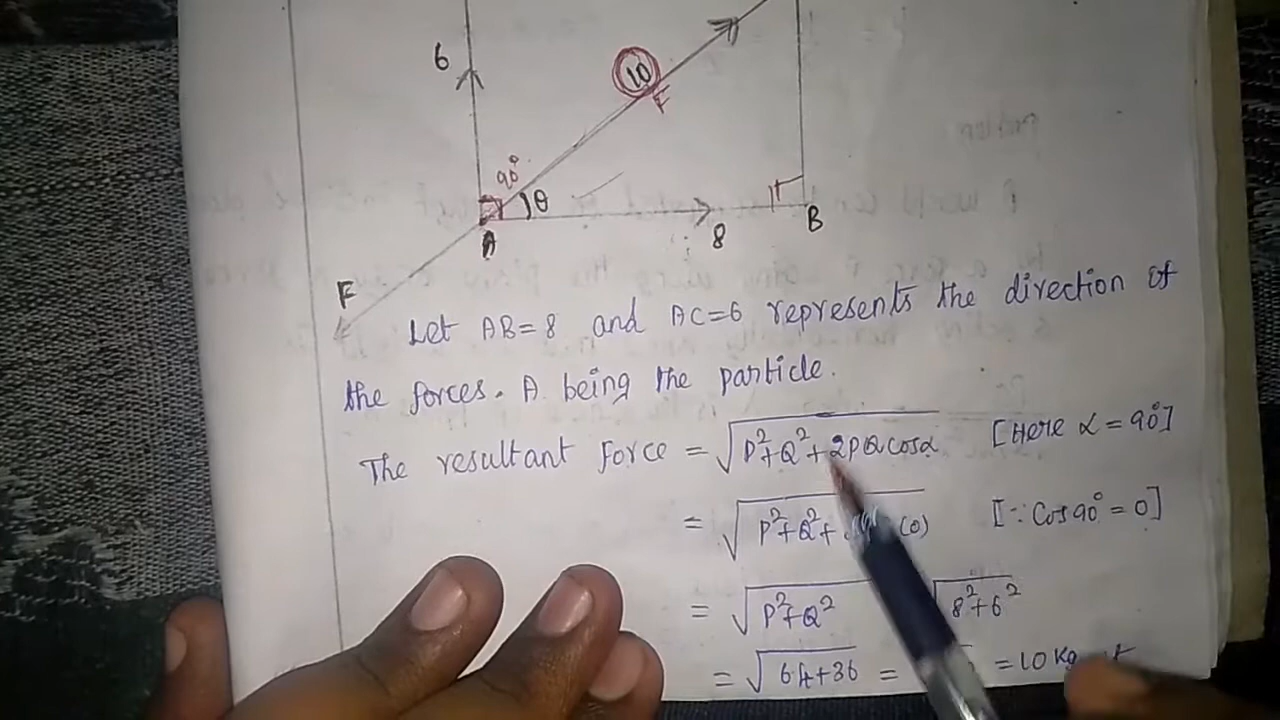 6
10
F
90°
θ
A
8
B
F
Let AB=8 and AC=6 represents the direction of
the forces. A being the particle.
The resultant Force = √P²+Q²+2PQcosα [Here α=90°]
= √P²+Q²+ (0) [∵ Cos90°=0]
= √P²+Q² √8²+6²
= √64+36 = =10 Kg